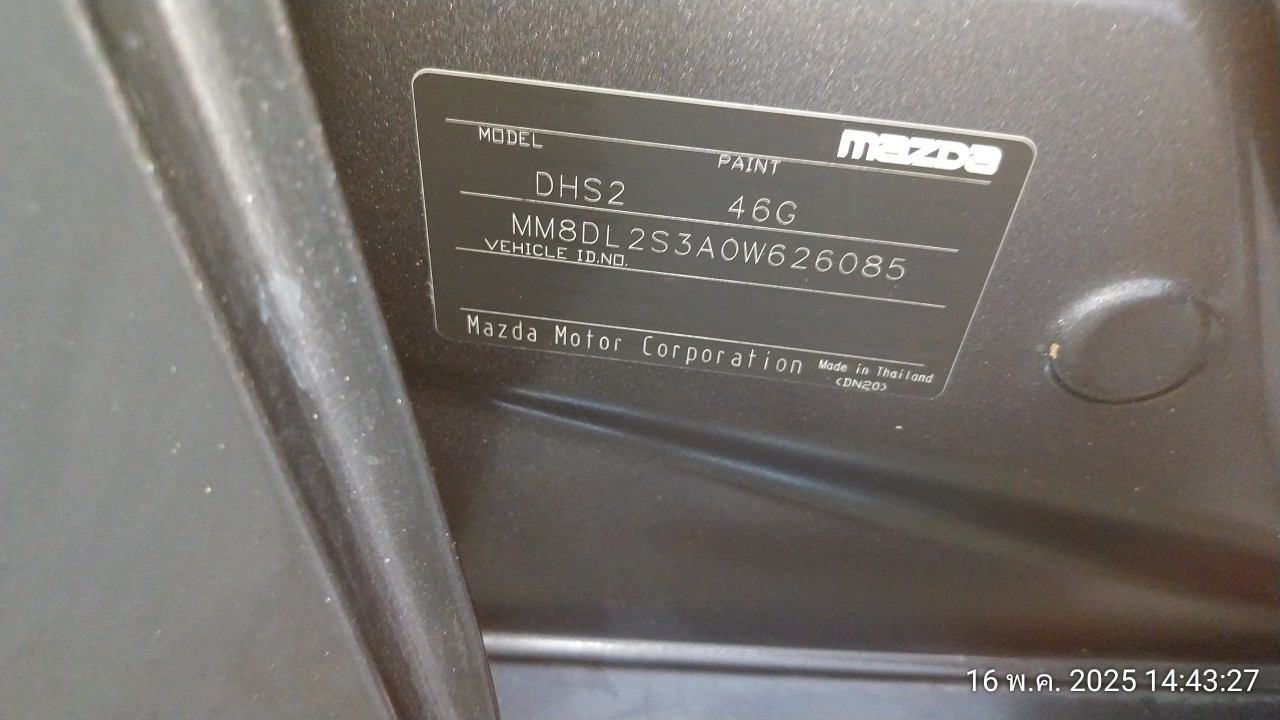 mazda
MODEL PAINT
DHS2 46G
MM8DL2S3A0W626085
VEHICLE ID.NO.
Mazda Motor Corporation Made in Thailand
<DN20>
16 พ.ค. 2025 14:43:27